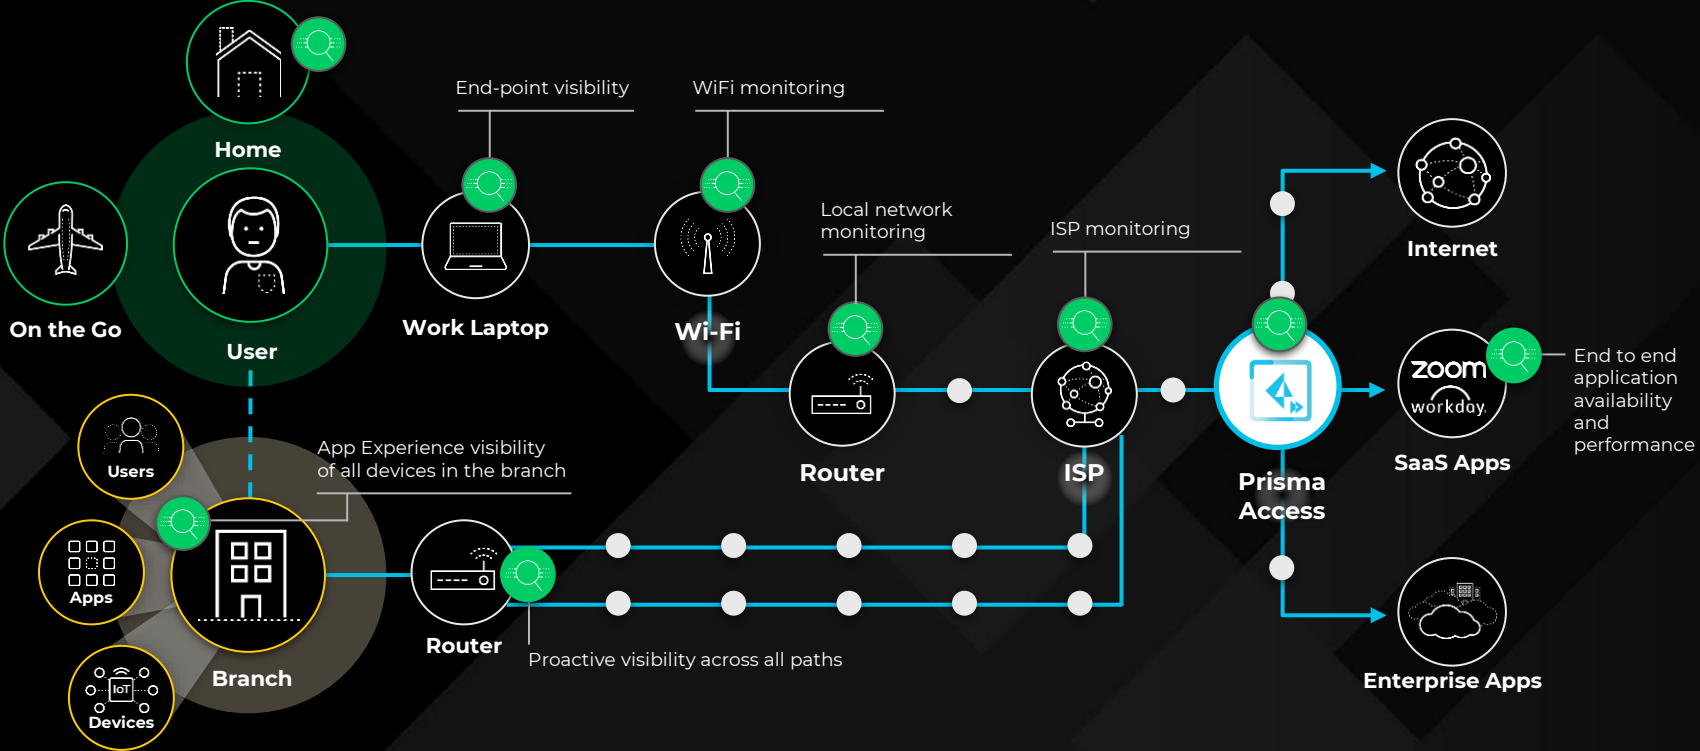 Home
On the Go
User
End-point visibility
Work Laptop
WiFi monitoring
Wi-Fi
Local network
monitoring
Router
ISP monitoring
ISP
Prisma
Access
Internet
zoom
workday.
SaaS Apps
End to end
application
availability
and
performance
Enterprise Apps
Users
Apps
IoT
Devices
App Experience visibility
of all devices in the branch
Branch
Router
Proactive visibility across all paths